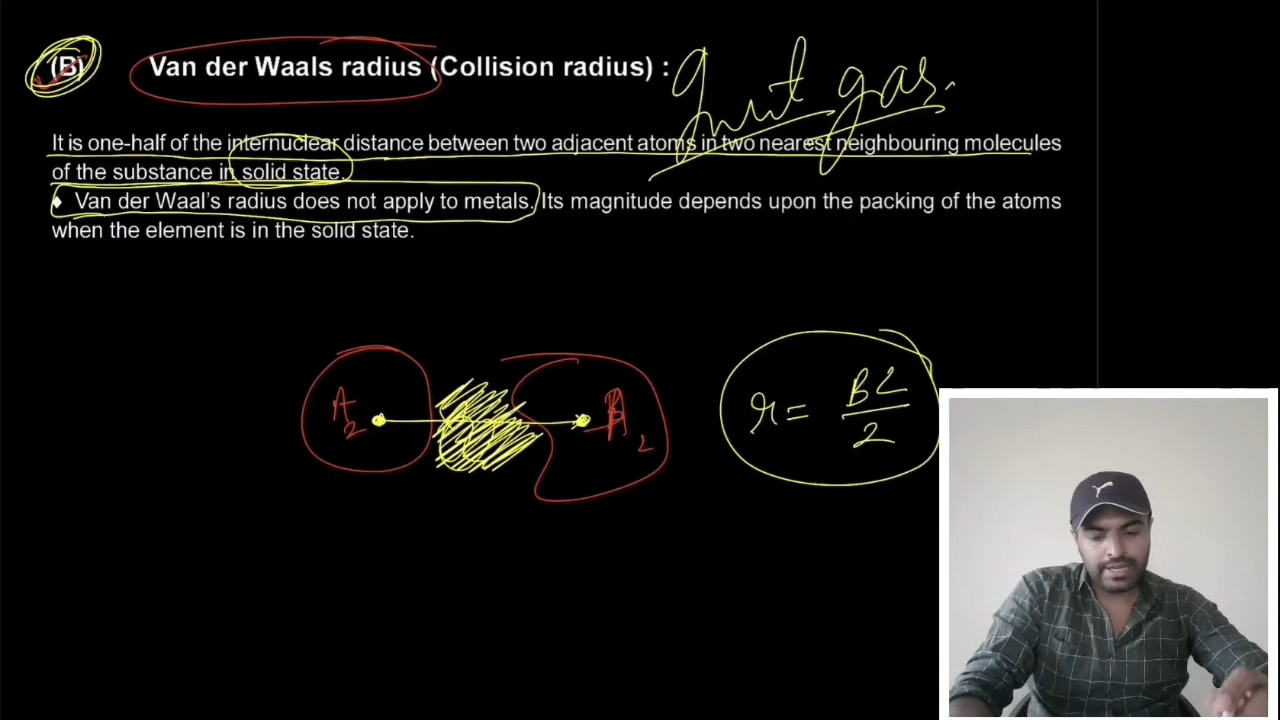 (B) Van der Waals radius (Collision radius) :
Inert gas.
It is one-half of the internuclear distance between two adjacent atoms in two nearest neighbouring molecules
of the substance in solid state.
♦ Van der Waal's radius does not apply to metals. Its magnitude depends upon the packing of the atoms
when the element is in the solid state.
A2
A2
r = BL
2